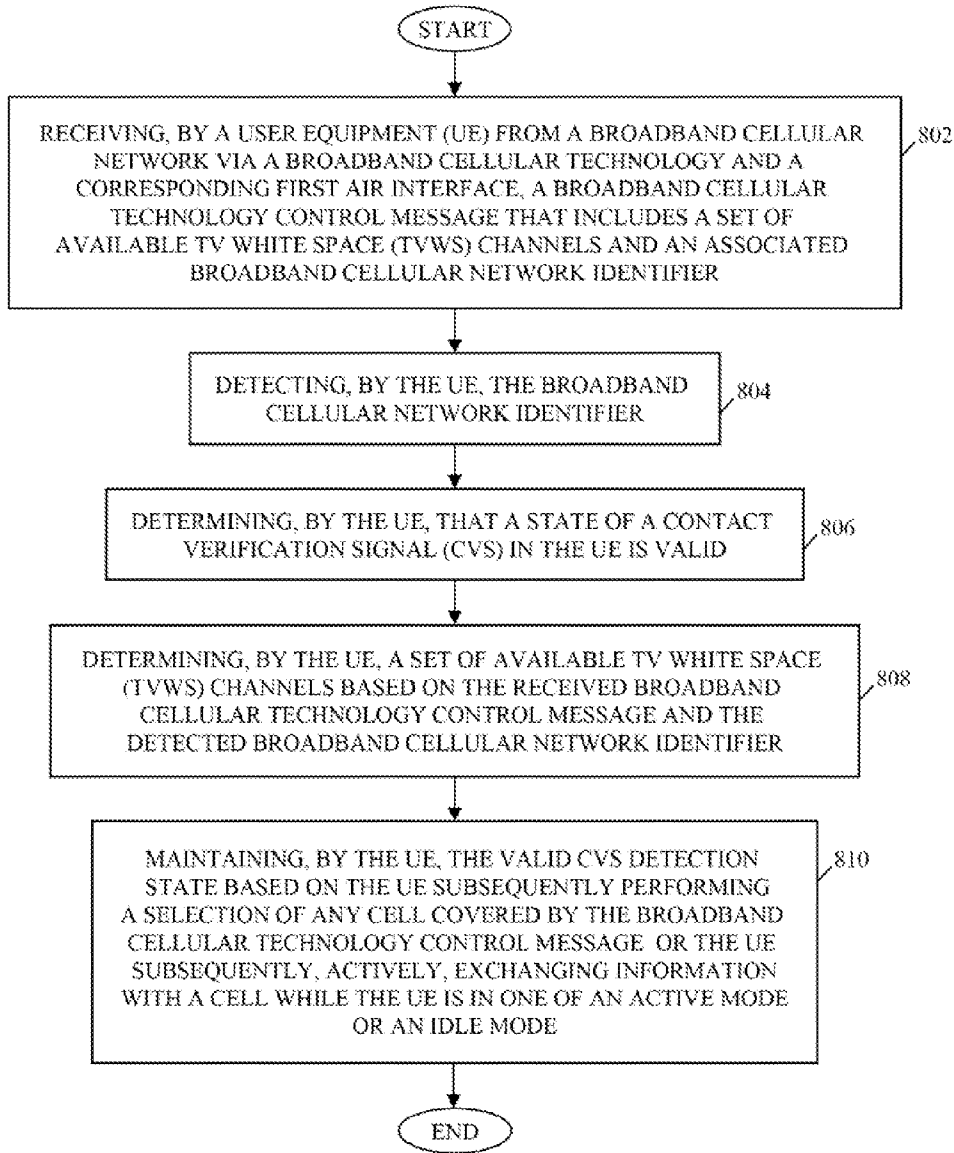 START
RECEIVING, BY A USER EQUIPMENT (UE) FROM A BROADBAND CELLULAR
NETWORK VIA A BROADBAND CELLULAR TECHNOLOGY AND A
CORRESPONDING FIRST AIR INTERFACE, A BROADBAND CELLULAR
TECHNOLOGY CONTROL MESSAGE THAT INCLUDES A SET OF
AVAILABLE TV WHITE SPACE (TVWS) CHANNELS AND AN ASSOCIATED
BROADBAND CELLULAR NETWORK IDENTIFIER
802
DETECTING, BY THE UE, THE BROADBAND
CELLULAR NETWORK IDENTIFIER
804
DETERMINING, BY THE UE, THAT A STATE OF A CONTACT
VERIFICATION SIGNAL (CVS) IN THE UE IS VALID
806
DETERMINING, BY THE UE, A SET OF AVAILABLE TV WHITE SPACE
(TVWS) CHANNELS BASED ON THE RECEIVED BROADBAND
CELLULAR TECHNOLOGY CONTROL MESSAGE AND THE
DETECTED BROADBAND CELLULAR NETWORK IDENTIFIER
808
MAINTAINING, BY THE UE, THE VALID CVS DETECTION
STATE BASED ON THE UE SUBSEQUENTLY PERFORMING
A SELECTION OF ANY CELL COVERED BY THE BROADBAND
CELLULAR TECHNOLOGY CONTROL MESSAGE OR THE UE
SUBSEQUENTLY, ACTIVELY, EXCHANGING INFORMATION
WITH A CELL WHILE THE UE IS IN ONE OF AN ACTIVE MODE
OR AN IDLE MODE
810
END